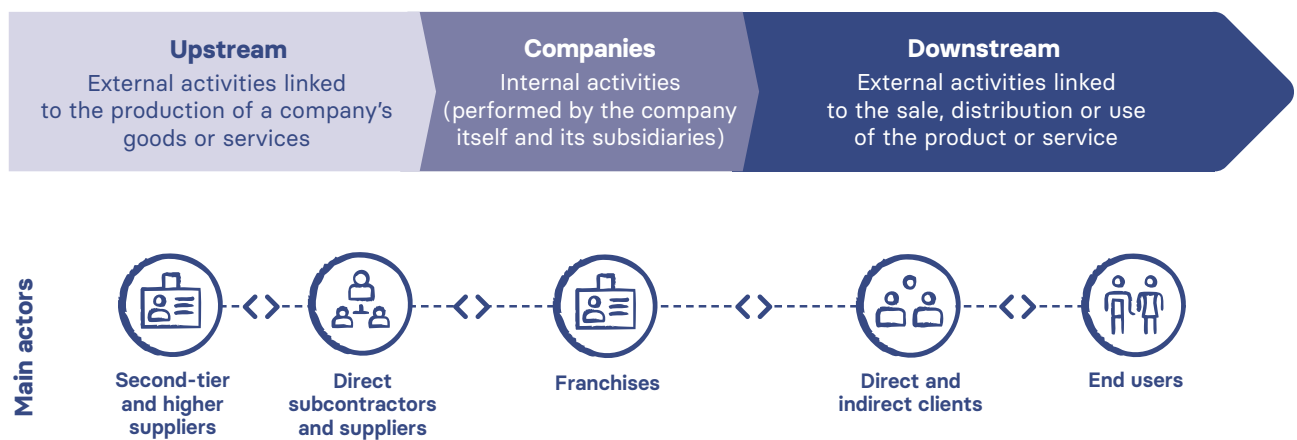 Upstream
External activities linked
to the production of a company's
goods or services
Companies
Internal activities
(performed by the company
itself and its subsidiaries)
Downstream
External activities linked
to the sale, distribution or use
of the product or service
Main actors
Second-tier
and higher
suppliers
Direct
subcontractors
and suppliers
Franchises
Direct and
indirect clients
End users